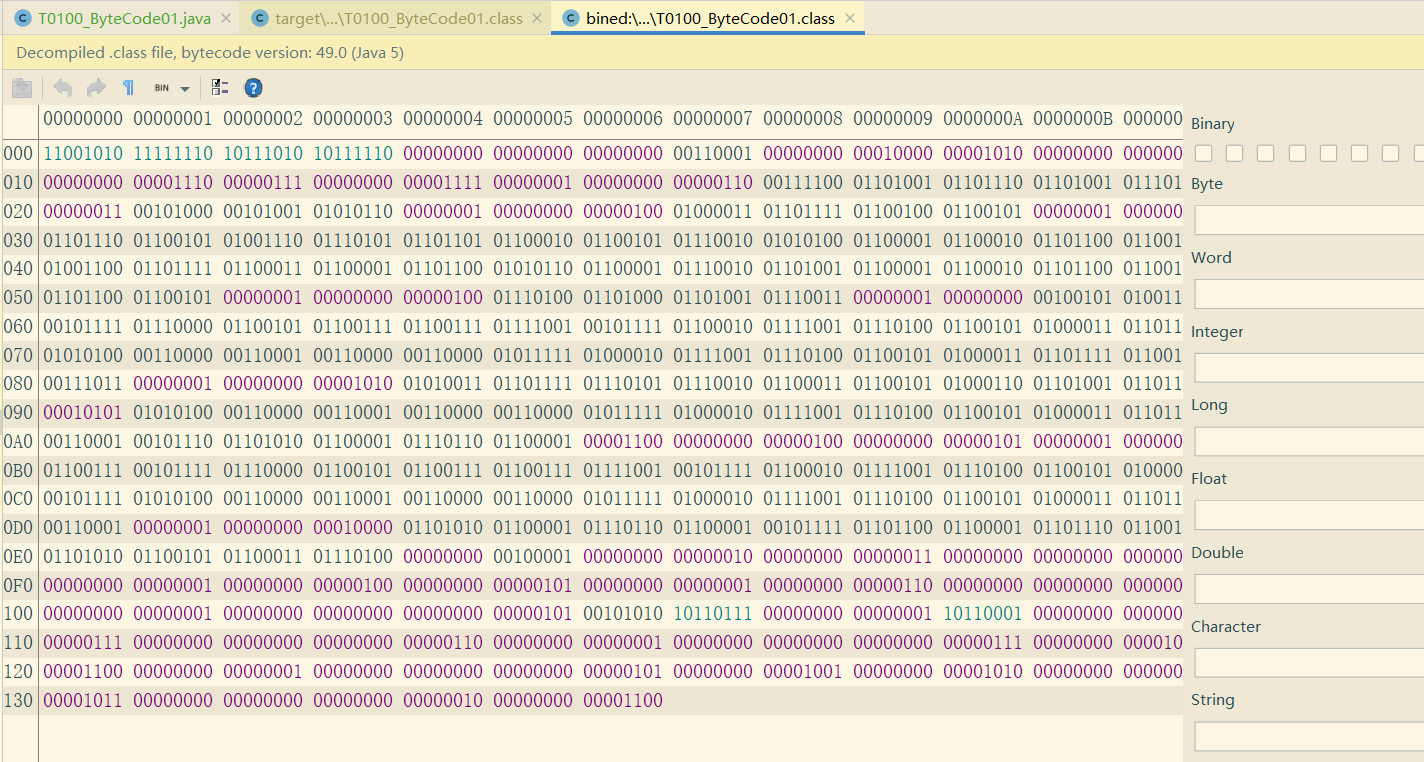 T0100_ByteCode01.java
target\...\T0100_ByteCode01.class
bined:\...\T0100_ByteCode01.class
Decompiled .class file, bytecode version: 49.0 (Java 5)
BIN
00000000 00000001 00000002 00000003 00000004 00000005 00000006 00000007 00000008 00000009 0000000A 0000000B 000000
000 11001010 11111110 10111010 10111110 00000000 00000000 00000000 00110001 00000000 00010000 00001010 00000000 000000
010 00000000 00001110 00000111 00000000 00001111 00000001 00000000 00000110 00111100 01101001 01101110 01101001 011101
020 00000011 00101000 00101001 01010110 00000001 00000000 00000100 01000011 01101111 01100100 01100101 00000001 000000
030 01101110 01100101 01001110 01110101 01101101 01100010 01100101 01110010 01010100 01100001 01100010 01101100 011001
040 01001100 01101111 01100011 01100001 01101100 01010110 01100001 01110010 01101001 01100001 01100010 01101100 011001
050 01101100 01100101 00000001 00000000 00000100 01110100 01101000 01101001 01110011 00000001 00000000 00100101 010011
060 00101111 01110000 01100101 01100111 01100111 01111001 00101111 01100010 01111001 01110100 01100101 01000011 011011
070 01010100 00110000 00110001 00110000 00110000 01011111 01000010 01111001 01110100 01100101 01000011 01101111 011001
080 00111011 00000001 00000000 00001010 01010011 01101111 01110101 01110010 01100011 01100101 01000110 01101001 011011
090 00010101 01010100 00110000 00110001 00110000 00110000 01011111 01000010 01111001 01110100 01100101 01000011 011011
0A0 00110001 00101110 01101010 01100001 01110110 01100001 00001100 00000000 00000100 00000000 00000101 00000001 000000
0B0 01100111 00101111 01110000 01100101 01100111 01100111 01111001 00101111 01100010 01111001 01110100 01100101 010000
0C0 00101111 01010100 00110000 00110001 00110000 00110000 01011111 01000010 01111001 01110100 01100101 01000011 011011
0D0 00110001 00000001 00000000 00010000 01101010 01100001 01110110 01100001 00101111 01101100 01100001 01101110 011001
0E0 01101010 01100101 01100011 01110100 00000000 00100001 00000000 00000010 00000000 00000011 00000000 00000000 000000
0F0 00000000 00000001 00000000 00000100 00000000 00000101 00000000 00000001 00000000 00000110 00000000 00000000 000000
100 00000000 00000001 00000000 00000000 00000000 00000101 00101010 10110111 00000000 00000001 10110001 00000000 000000
110 00000111 00000000 00000000 00000000 00000110 00000000 00000001 00000000 00000000 00000000 00000111 00000000 000010
120 00001100 00000000 00000001 00000000 00000000 00000000 00000101 00000000 00001001 00000000 00001010 00000000 000000
130 00001011 00000000 00000000 00000000 00000010 00000000 00001100
Binary
Byte
Word
Integer
Long
Float
Double
Character
String